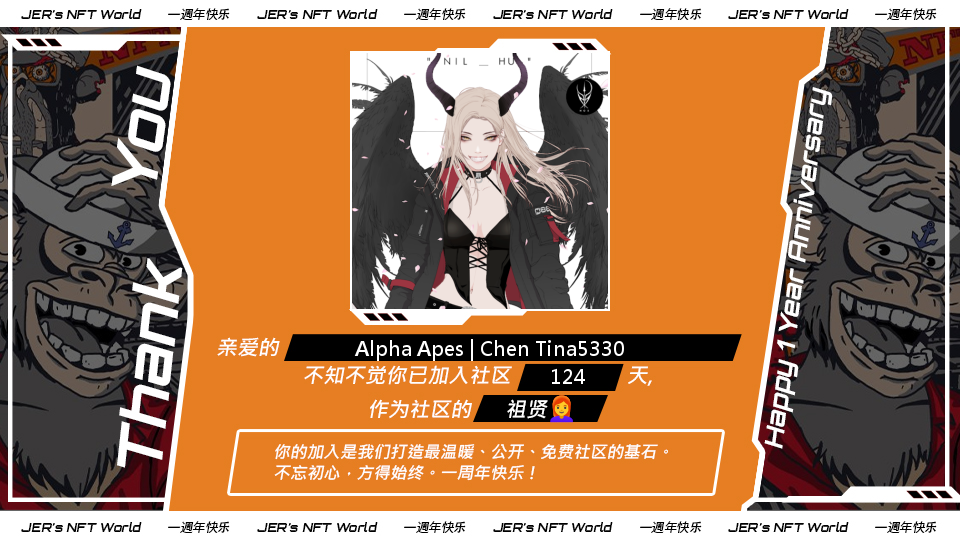 JER's NFT World 一週年快乐 JER's NFT World 一週年快乐 JER's NFT World 一週年快乐 JER's NFT World 一週年快乐
Thank You
NIL _ HU
亲爱的 Alpha Apes | Chen Tina5330
不知不觉你已加入社区 124 天,
作为社区的 祖贤👩‍🦰
你的加入是我们打造最温暖、公开、免费社区的基石。
不忘初心，方得始终。一周年快乐！
Happy 1 Year Anniversary
JER's NFT World 一週年快乐 JER's NFT World 一週年快乐 JER's NFT World 一週年快乐 JER's NFT World 一週年快乐